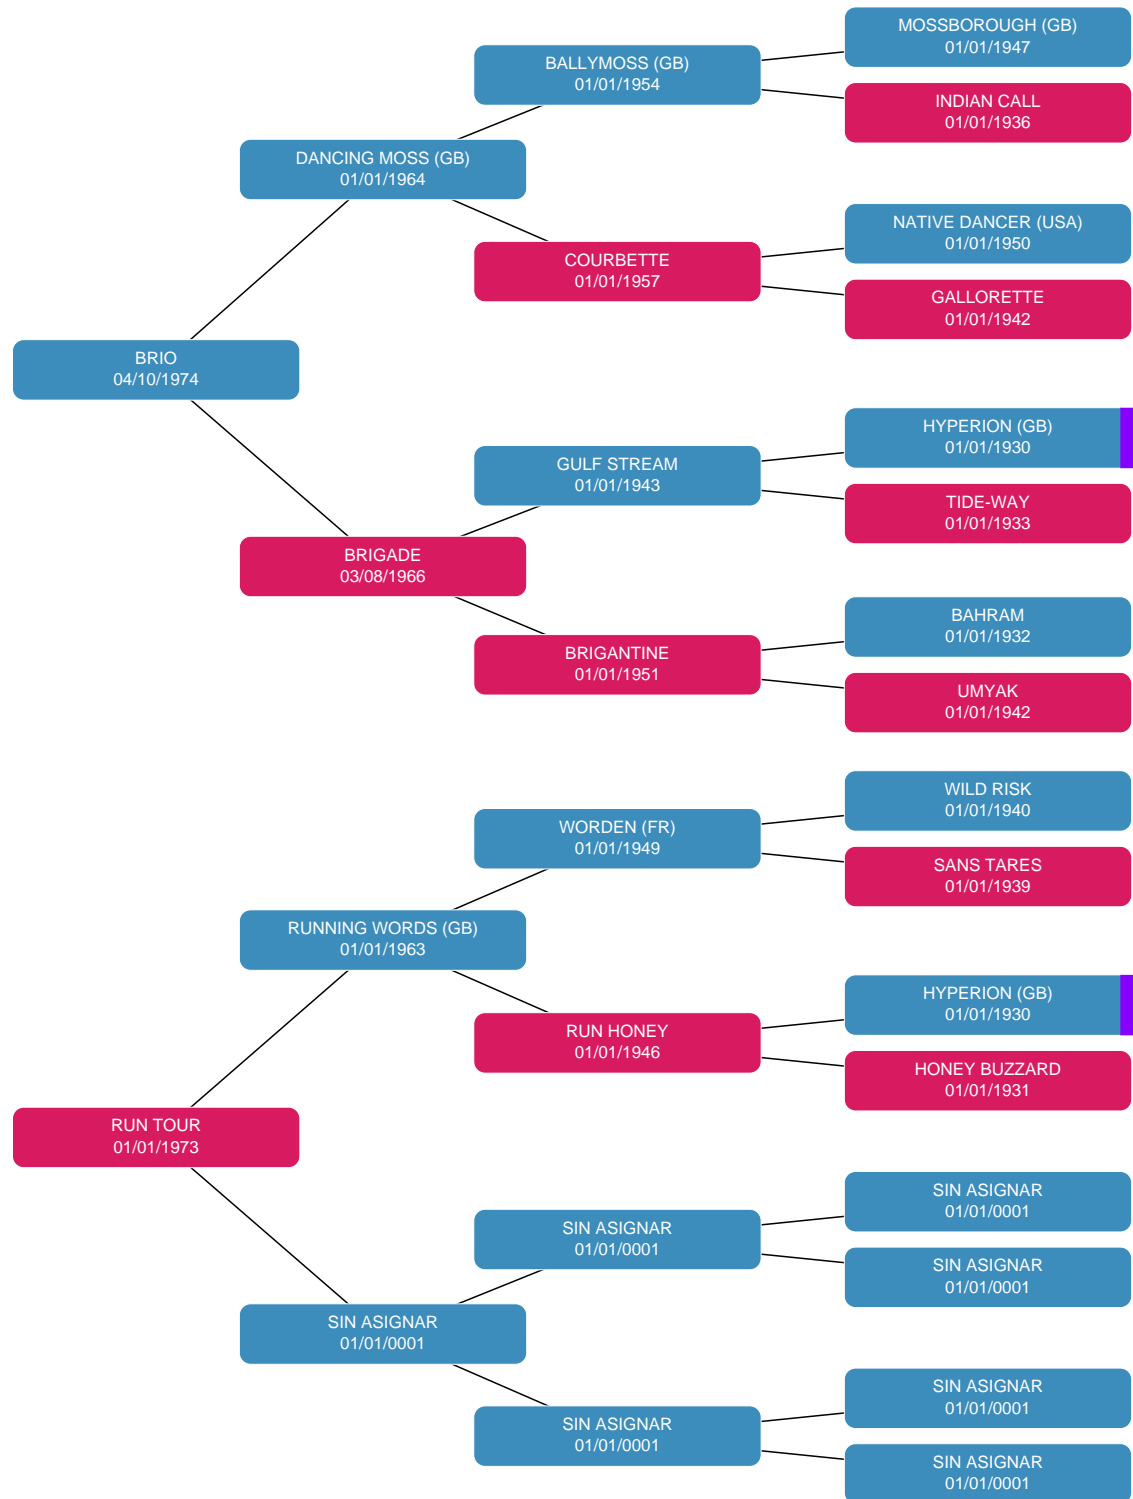 MOSSBOROUGH (GB)
01/01/1947
BALLYMOSS (GB)
01/01/1954
INDIAN CALL
01/01/1936
DANCING MOSS (GB)
01/01/1964
NATIVE DANCER (USA)
01/01/1950
COURBETTE
01/01/1957
GALLORETTE
01/01/1942
BRIO
04/10/1974
HYPERION (GB)
01/01/1930
GULF STREAM
01/01/1943
TIDE-WAY
01/01/1933
BRIGADE
03/08/1966
BAHRAM
01/01/1932
BRIGANTINE
01/01/1951
UMYAK
01/01/1942
WILD RISK
01/01/1940
WORDEN (FR)
01/01/1949
SANS TARES
01/01/1939
RUNNING WORDS (GB)
01/01/1963
HYPERION (GB)
01/01/1930
RUN HONEY
01/01/1946
HONEY BUZZARD
01/01/1931
RUN TOUR
01/01/1973
SIN ASIGNAR
01/01/0001
SIN ASIGNAR
01/01/0001
SIN ASIGNAR
01/01/0001
SIN ASIGNAR
01/01/0001
SIN ASIGNAR
01/01/0001
SIN ASIGNAR
01/01/0001
SIN ASIGNAR
01/01/0001